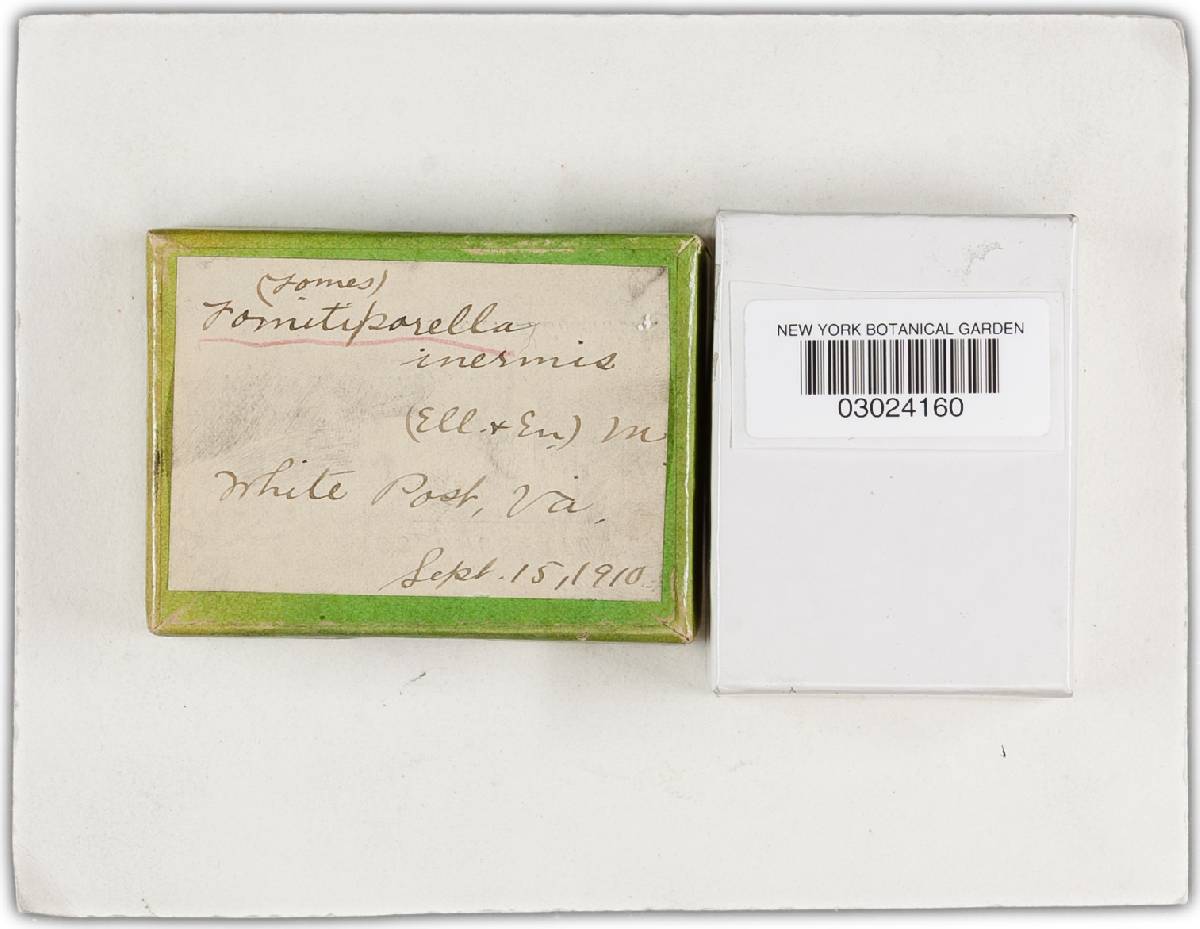 (Fomes)
Fomitiporella
inermis
(Ell. & Ev.) M
White Post, Va.
Sept. 15, 1910
NEW YORK BOTANICAL GARDEN
03024160